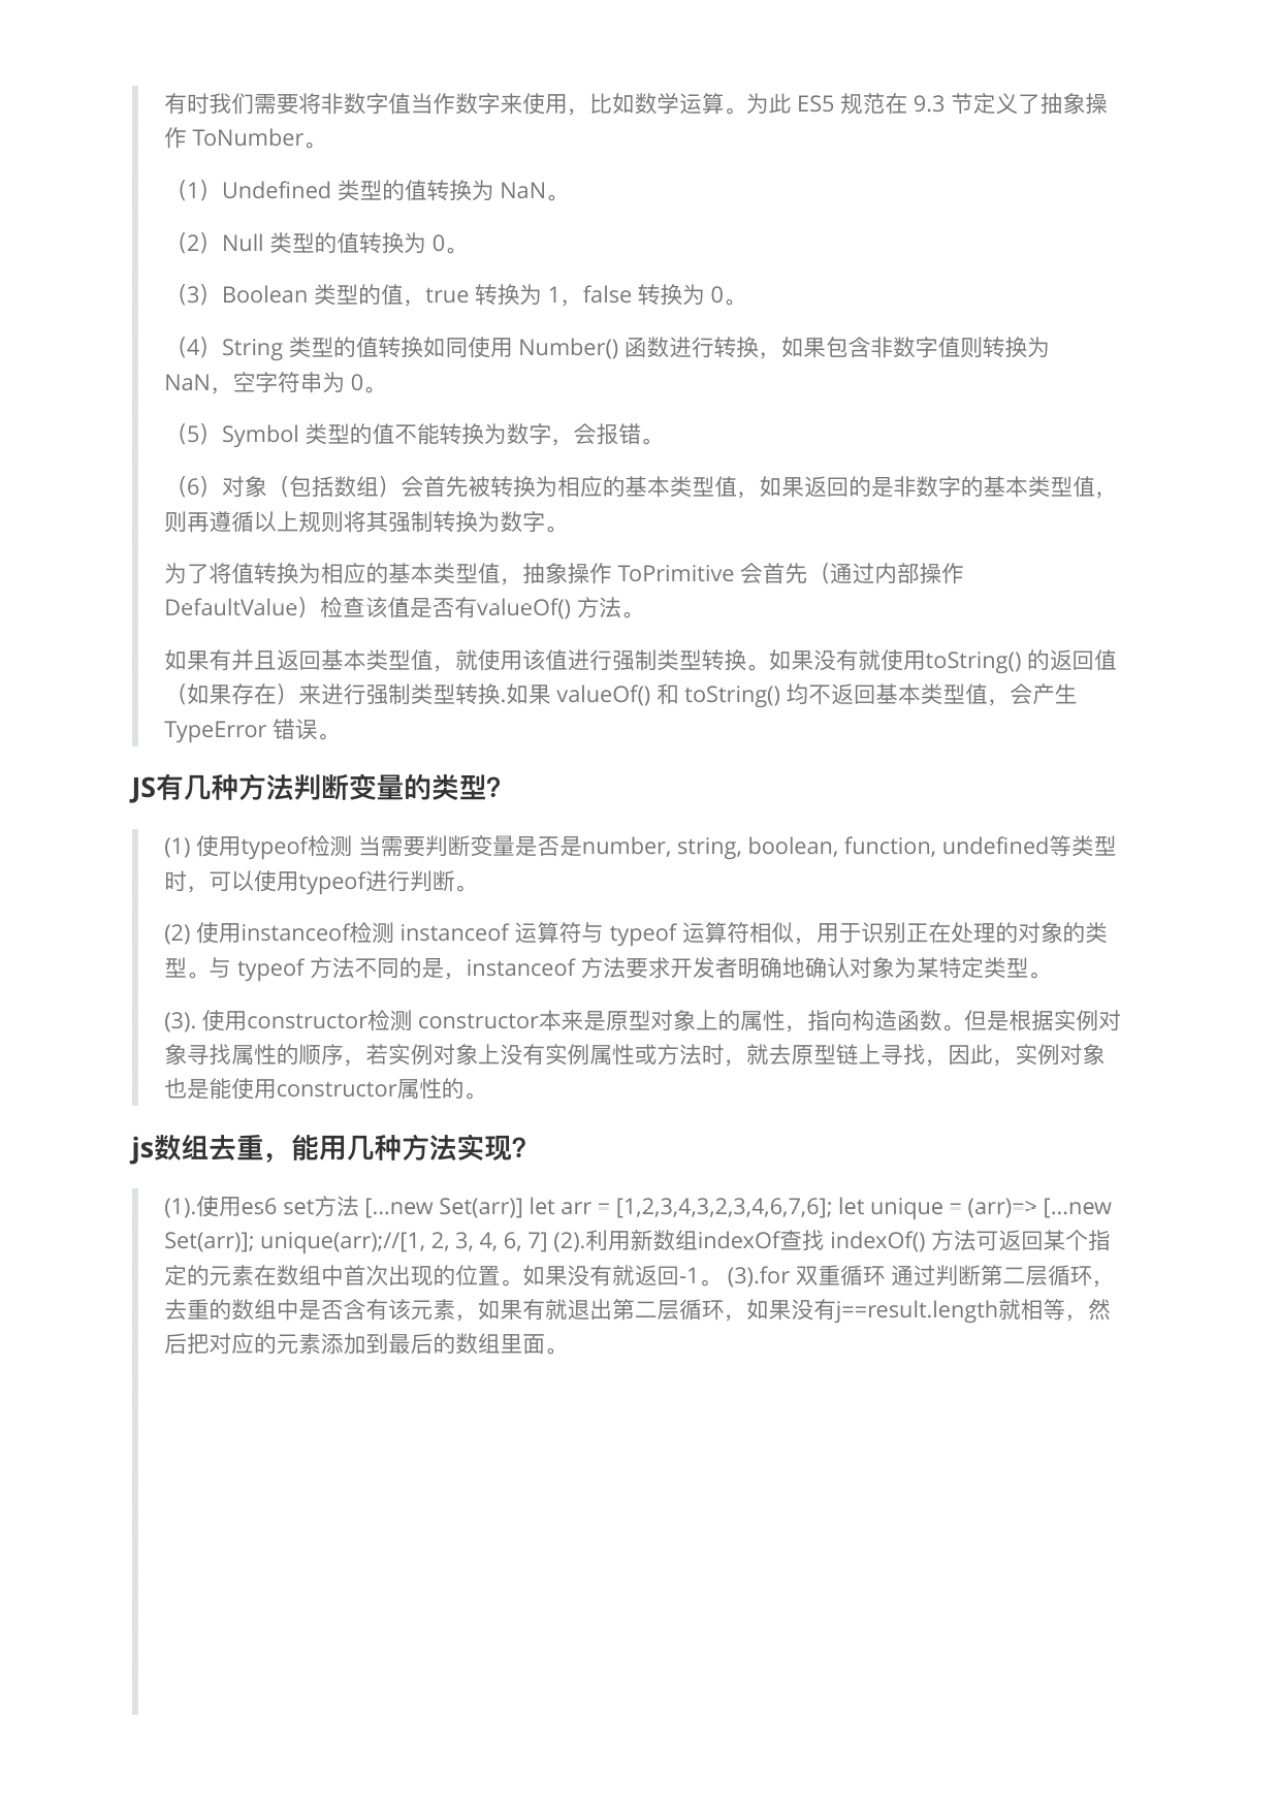 有时我们需要将非数字值当作数字来使用，比如数学运算。为此 ES5 规范在 9.3 节定义了抽象操
作 ToNumber。
（1）Undefined 类型的值转换为 NaN。
（2）Null 类型的值转换为 0。
（3）Boolean 类型的值，true 转换为 1，false 转换为 0。
（4）String 类型的值转换如同使用 Number() 函数进行转换，如果包含非数字值则转换为
NaN，空字符串为 0。
（5）Symbol 类型的值不能转换为数字，会报错。
（6）对象（包括数组）会首先被转换为相应的基本类型值，如果返回的是非数字的基本类型值，
则再遵循以上规则将其强制转换为数字。
为了将值转换为相应的基本类型值，抽象操作 ToPrimitive 会首先（通过内部操作
DefaultValue）检查该值是否有valueOf() 方法。
如果有并且返回基本类型值，就使用该值进行强制类型转换。如果没有就使用toString() 的返回值
（如果存在）来进行强制类型转换.如果 valueOf() 和 toString() 均不返回基本类型值，会产生
TypeError 错误。
JS有几种方法判断变量的类型?
(1) 使用typeof检测 当需要判断变量是否是number, string, boolean, function, undefined等类型
时，可以使用typeof进行判断。
(2) 使用instanceof检测 instanceof 运算符与 typeof 运算符相似，用于识别正在处理的对象的类
型。与 typeof 方法不同的是，instanceof 方法要求开发者明确地确认对象为某特定类型。
(3). 使用constructor检测 constructor本来是原型对象上的属性，指向构造函数。但是根据实例对
象寻找属性的顺序，若实例对象上没有实例属性或方法时，就去原型链上寻找，因此，实例对象
也是能使用constructor属性的。
js数组去重，能用几种方法实现?
(1).使用es6 set方法 [...new Set(arr)] let arr = [1,2,3,4,3,2,3,4,6,7,6]; let unique = (arr)=> [...new
Set(arr)]; unique(arr);//[1, 2, 3, 4, 6, 7] (2).利用新数组indexOf查找 indexOf() 方法可返回某个指
定的元素在数组中首次出现的位置。如果没有就返回-1。 (3).for 双重循环 通过判断第二层循环，
去重的数组中是否含有该元素，如果有就退出第二层循环，如果没有j==result.length就相等，然
后把对应的元素添加到最后的数组里面。